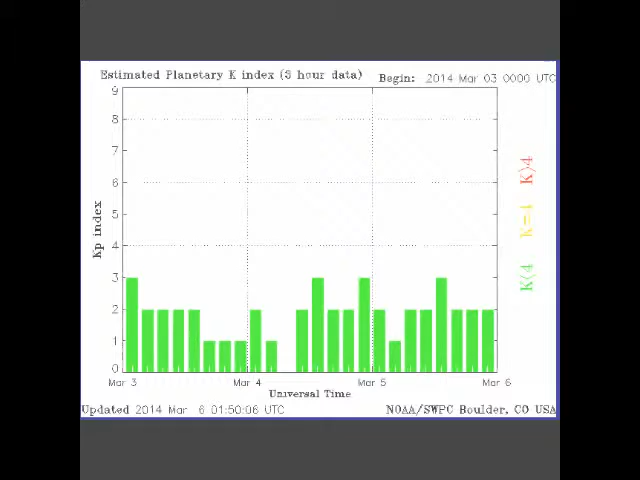 Estimated Planetary K index (3 hour data) Begin: 2014 Mar 03 0000 UTC
9
8
7
6
5
4
3
2
1
0
Kp index
K>4
K=4
K<4
Mar 3 Mar 4 Mar 5 Mar 6
Universal Time
Updated 2014 Mar 6 01:50:06 UTC NOAA/SWPC Boulder, CO USA